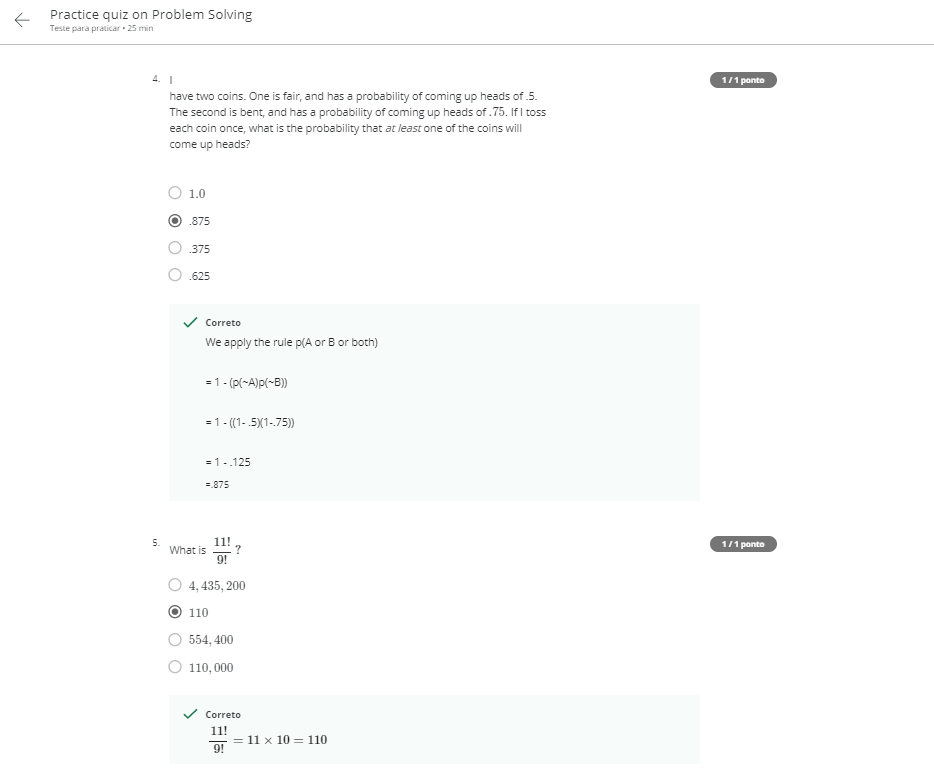 Practice quiz on Problem Solving
Teste para praticar • 25 min
4. I
1 / 1 ponto
have two coins. One is fair, and has a probability of coming up heads of .5.
The second is bent, and has a probability of coming up heads of .75. If I toss
each coin once, what is the probability that at least one of the coins will
come up heads?
1.0
.875
.375
.625
Correto
We apply the rule p(A or B or both)
= 1 - (p(~A)p(~B))
= 1 - ((1- .5)(1-.75))
= 1 - .125
=.875
5. What is 11!/9! ?
1 / 1 ponto
4, 435, 200
110
554, 400
110, 000
Correto
11!/9! = 11 × 10 = 110